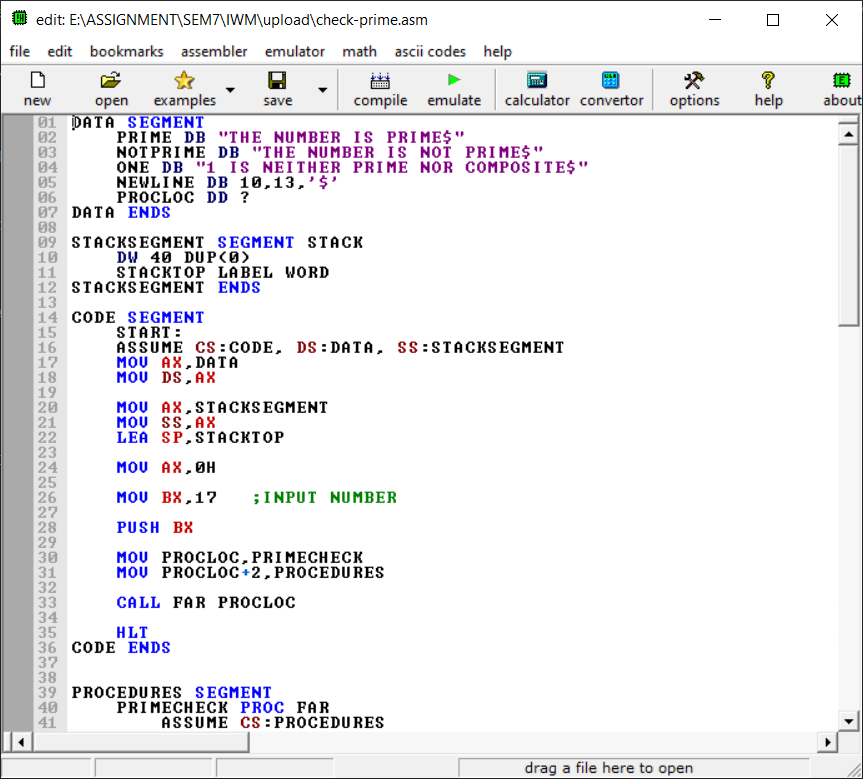 edit: E:\ASSIGNMENT\SEM7\IWM\upload\check-prime.asm
file edit bookmarks assembler emulator math ascii codes help
new open examples save compile emulate calculator convertor options help about
01 DATA SEGMENT
02 PRIME DB "THE NUMBER IS PRIME$"
03 NOTPRIME DB "THE NUMBER IS NOT PRIME$"
04 ONE DB "1 IS NEITHER PRIME NOR COMPOSITE$"
05 NEWLINE DB 10,13,'$'
06 PROCLOC DD ?
07 DATA ENDS
08
09 STACKSEGMENT SEGMENT STACK
10 DW 40 DUP(0)
11 STACKTOP LABEL WORD
12 STACKSEGMENT ENDS
13
14 CODE SEGMENT
15 START:
16 ASSUME CS:CODE, DS:DATA, SS:STACKSEGMENT
17 MOV AX,DATA
18 MOV DS,AX
19
20 MOV AX,STACKSEGMENT
21 MOV SS,AX
22 LEA SP,STACKTOP
23
24 MOV AX,0H
25
26 MOV BX,17 ;INPUT NUMBER
27
28 PUSH BX
29
30 MOV PROCLOC,PRIMECHECK
31 MOV PROCLOC+2,PROCEDURES
32
33 CALL FAR PROCLOC
34
35 HLT
36 CODE ENDS
37
38
39 PROCEDURES SEGMENT
40 PRIMECHECK PROC FAR
41 ASSUME CS:PROCEDURES
drag a file here to open